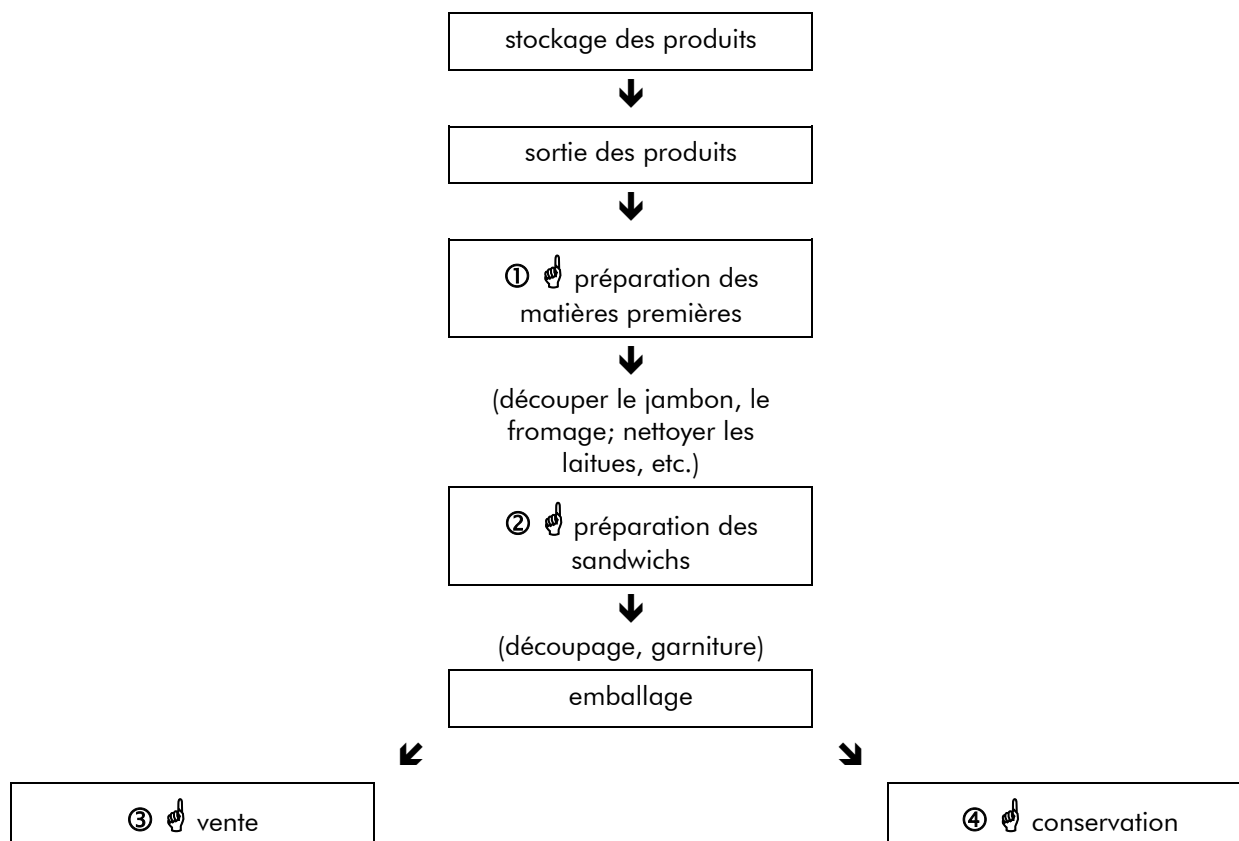 stockage des produits
sortie des produits
① ☝ préparation des
matières premières
(découper le jambon, le
fromage; nettoyer les
laitues, etc.)
② ☝ préparation des
sandwichs
(découpage, garniture)
emballage
③ ☝ vente
④ ☝ conservation